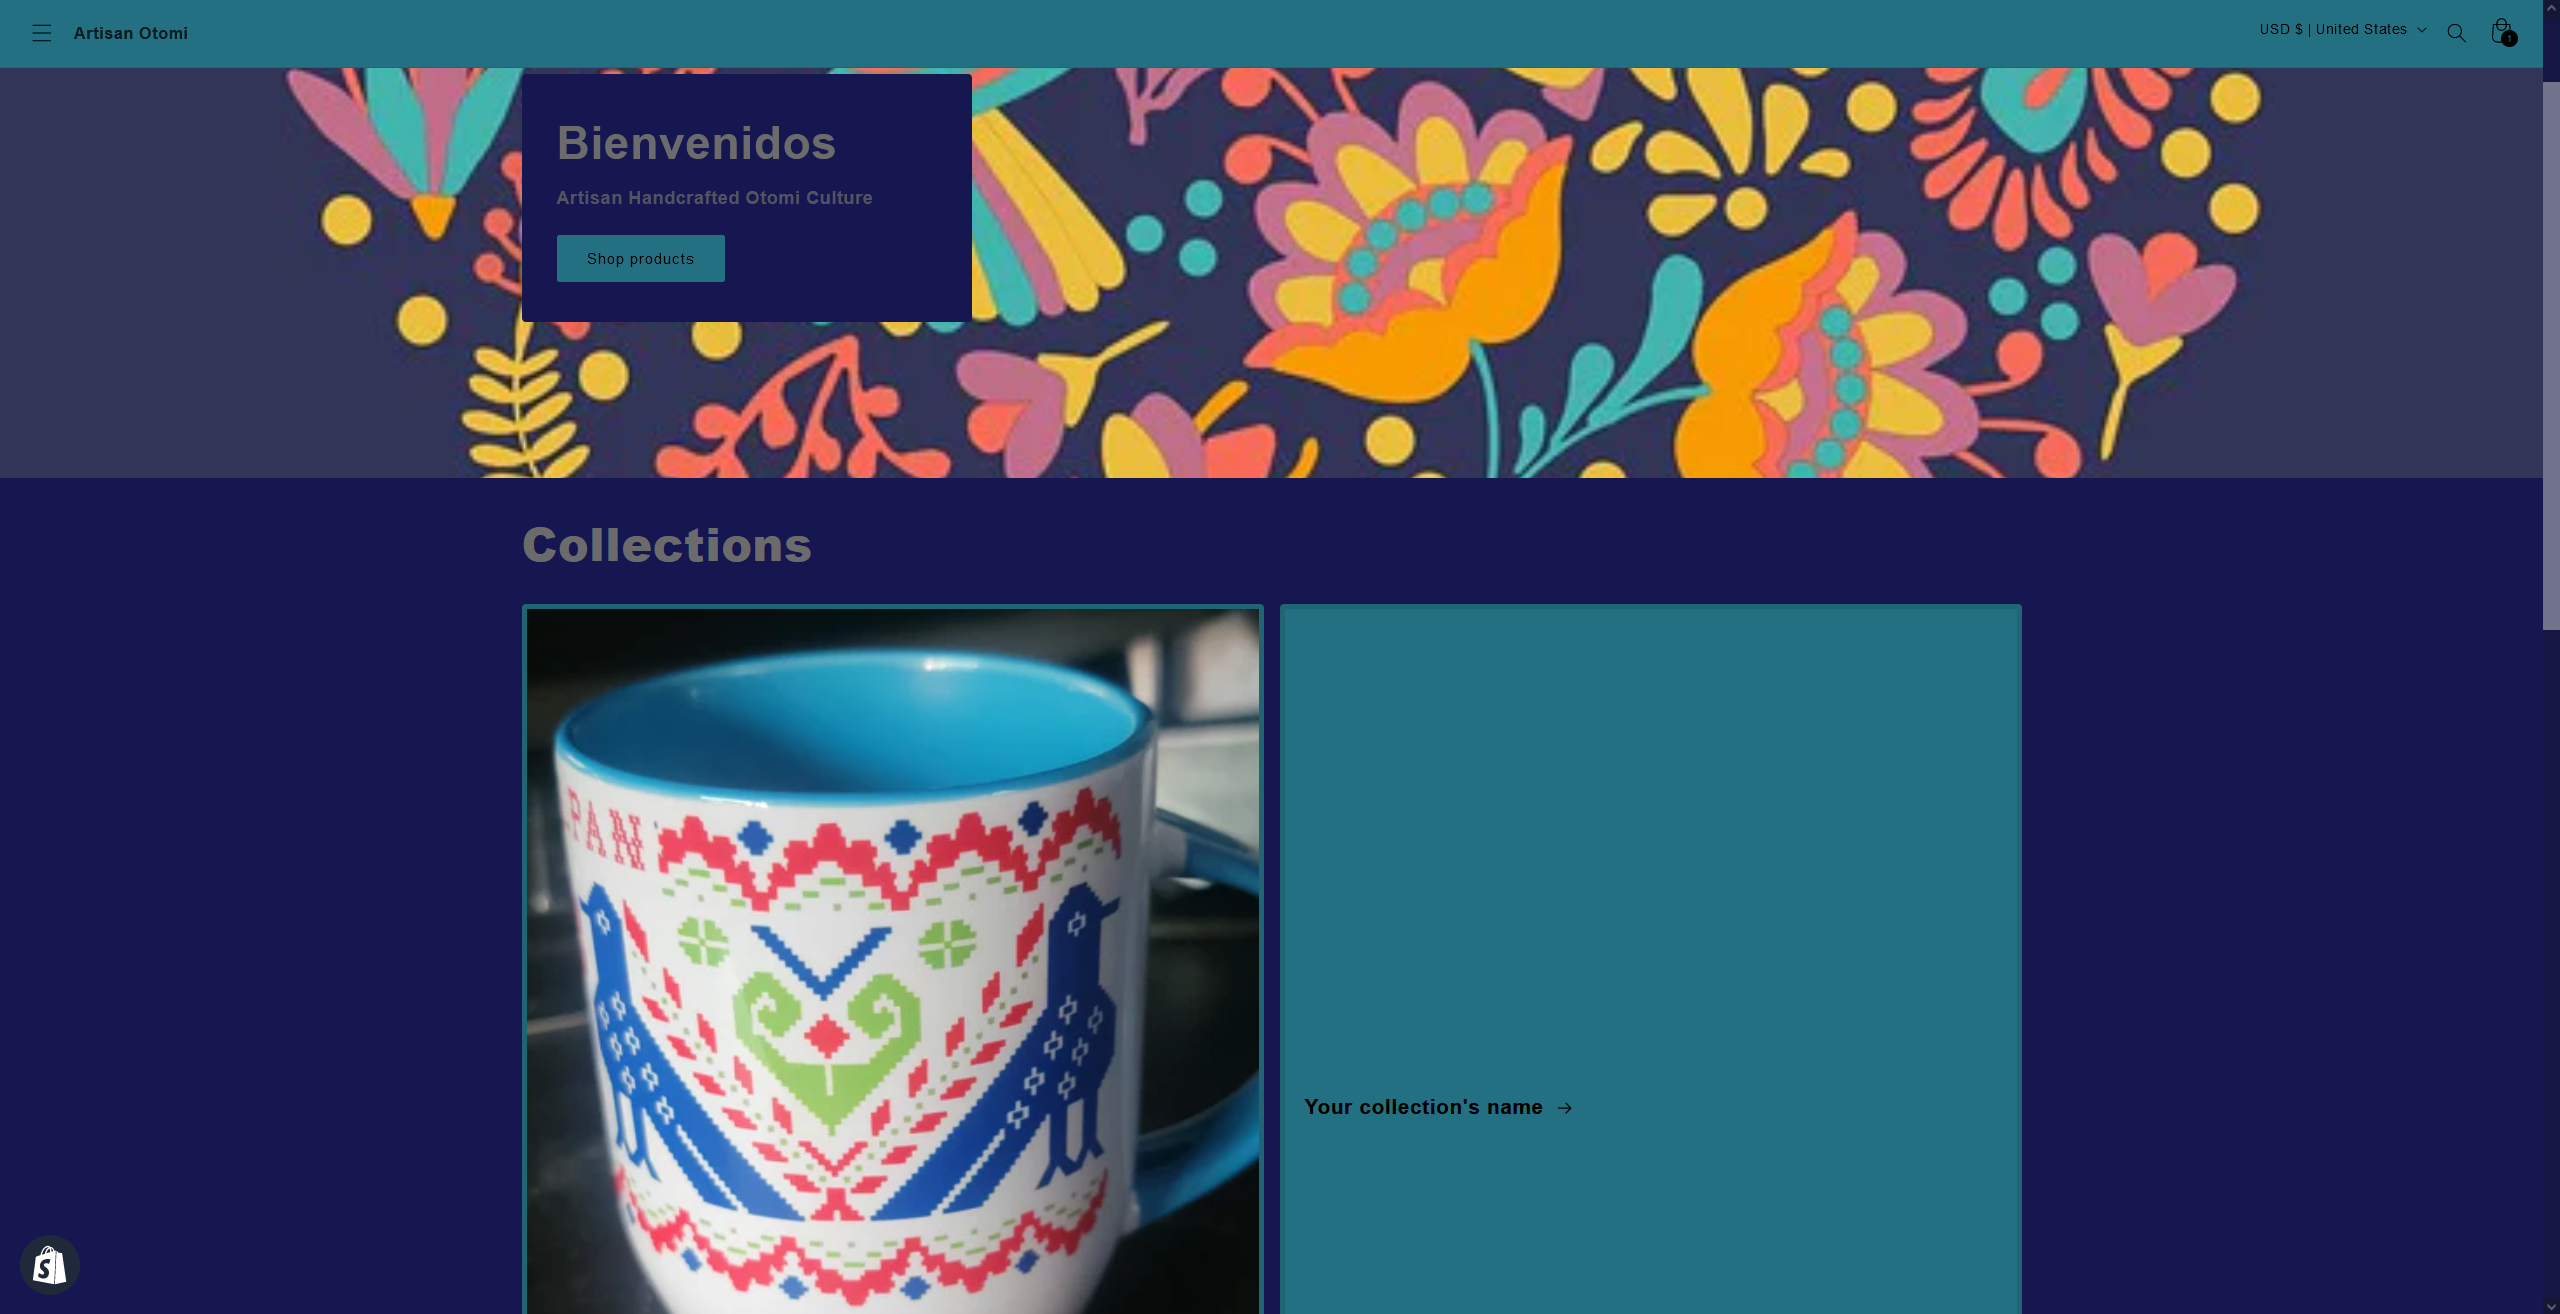 Artisan Otomi
USD $ | United States
1
Bienvenidos
Artisan Handcrafted Otomi Culture
Shop products
Collections
PAN
Your collection's name
S